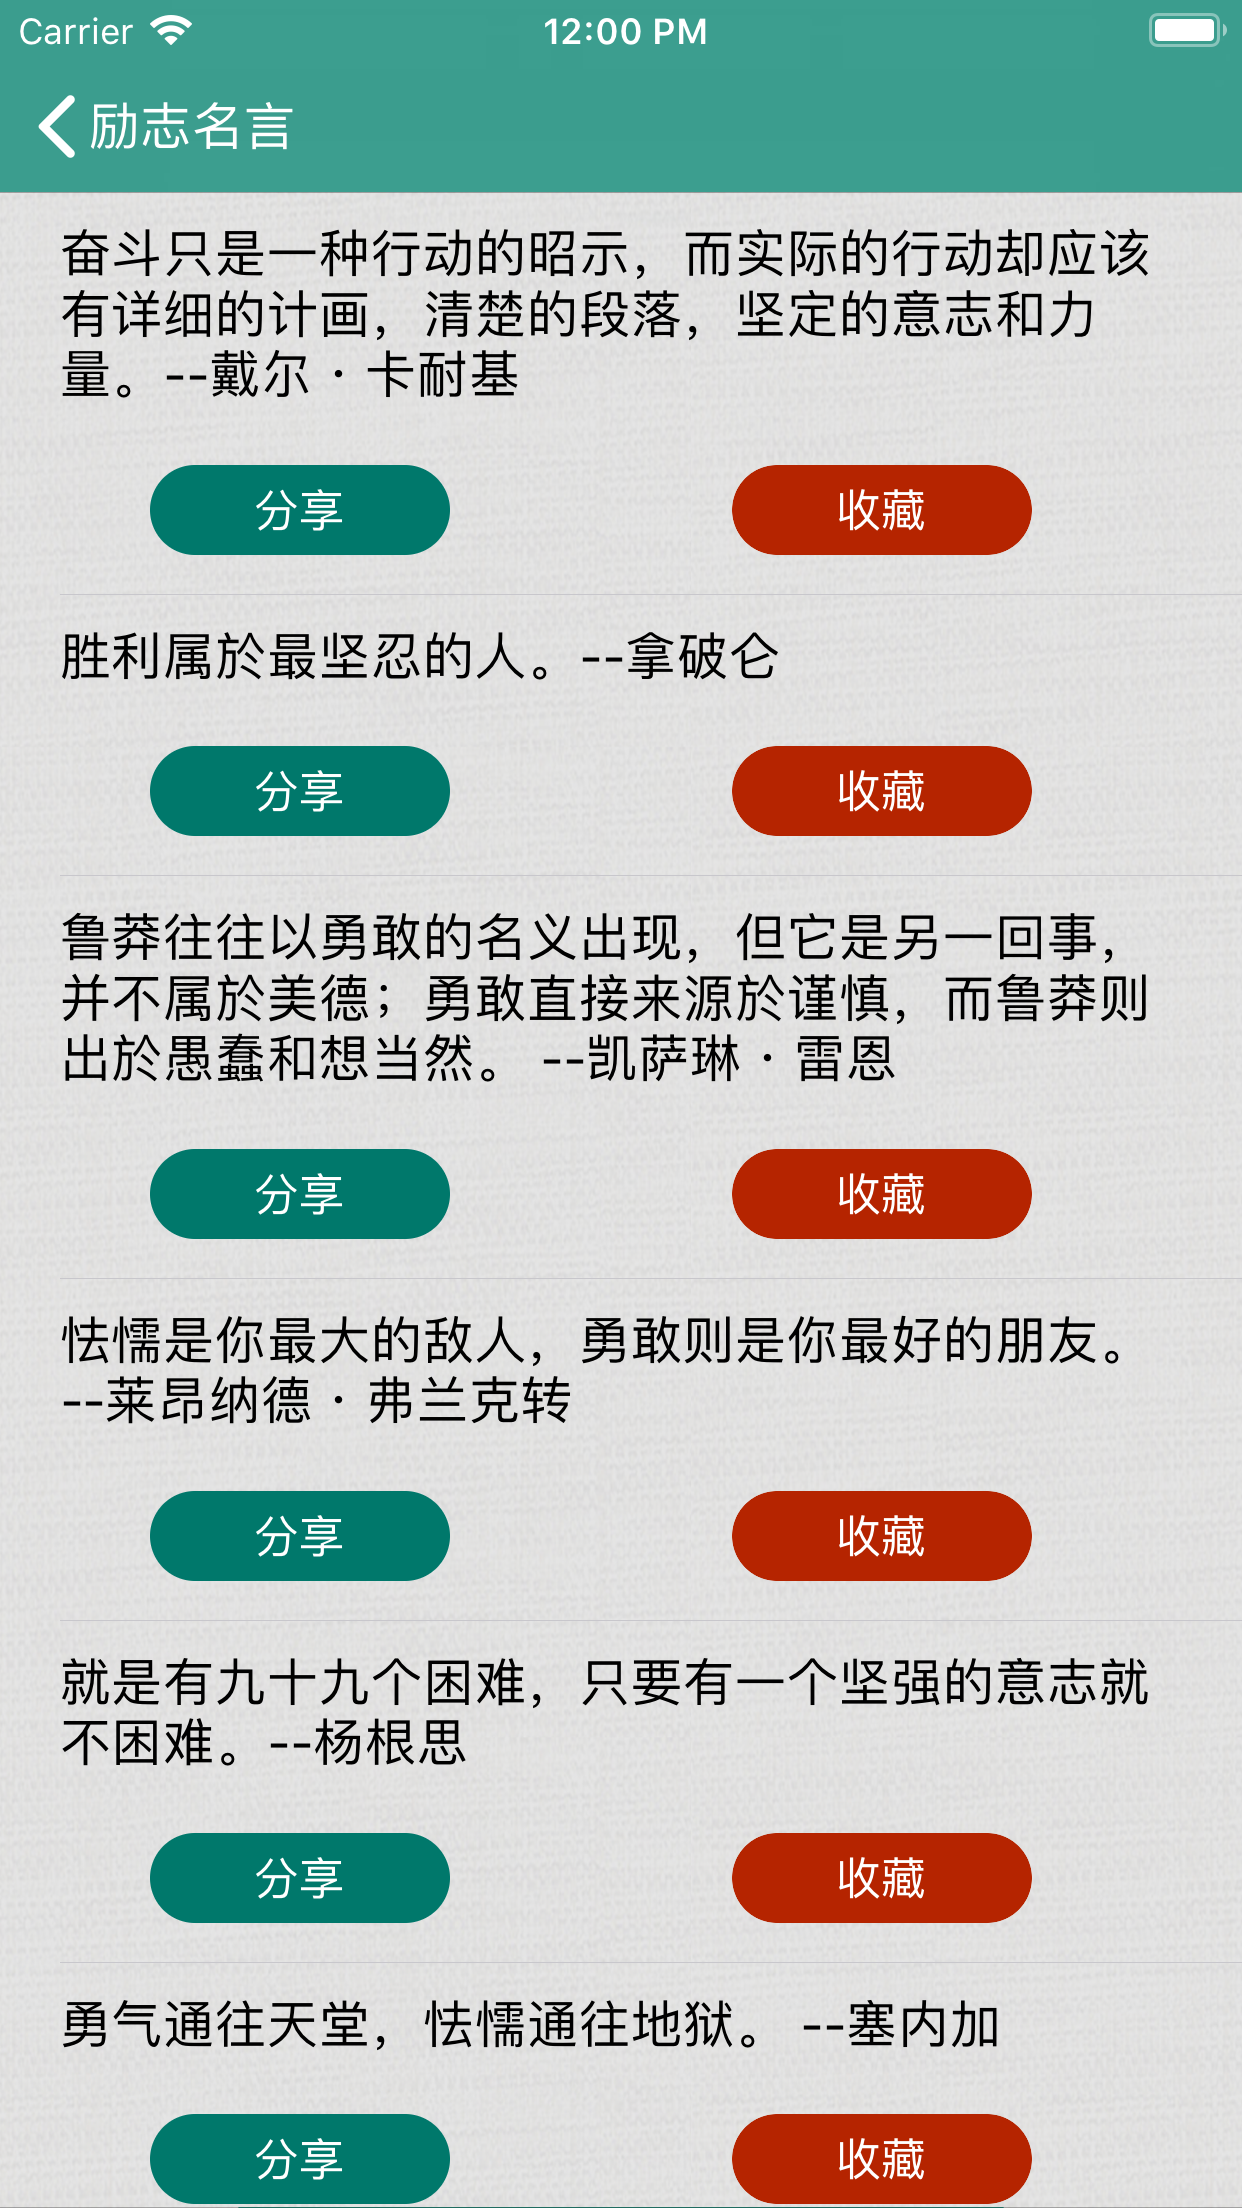 Carrier 12:00 PM
励志名言
奋斗只是一种行动的昭示，而实际的行动却应该
有详细的计画，清楚的段落，坚定的意志和力
量。--戴尔·卡耐基
分享 收藏
胜利属於最坚忍的人。--拿破仑
分享 收藏
鲁莽往往以勇敢的名义出现，但它是另一回事，
并不属於美德；勇敢直接来源於谨慎，而鲁莽则
出於愚蠢和想当然。 --凯萨琳·雷恩
分享 收藏
怯懦是你最大的敌人，勇敢则是你最好的朋友。
--莱昂纳德·弗兰克转
分享 收藏
就是有九十九个困难，只要有一个坚强的意志就
不困难。--杨根思
分享 收藏
勇气通往天堂，怯懦通往地狱。 --塞内加
分享 收藏